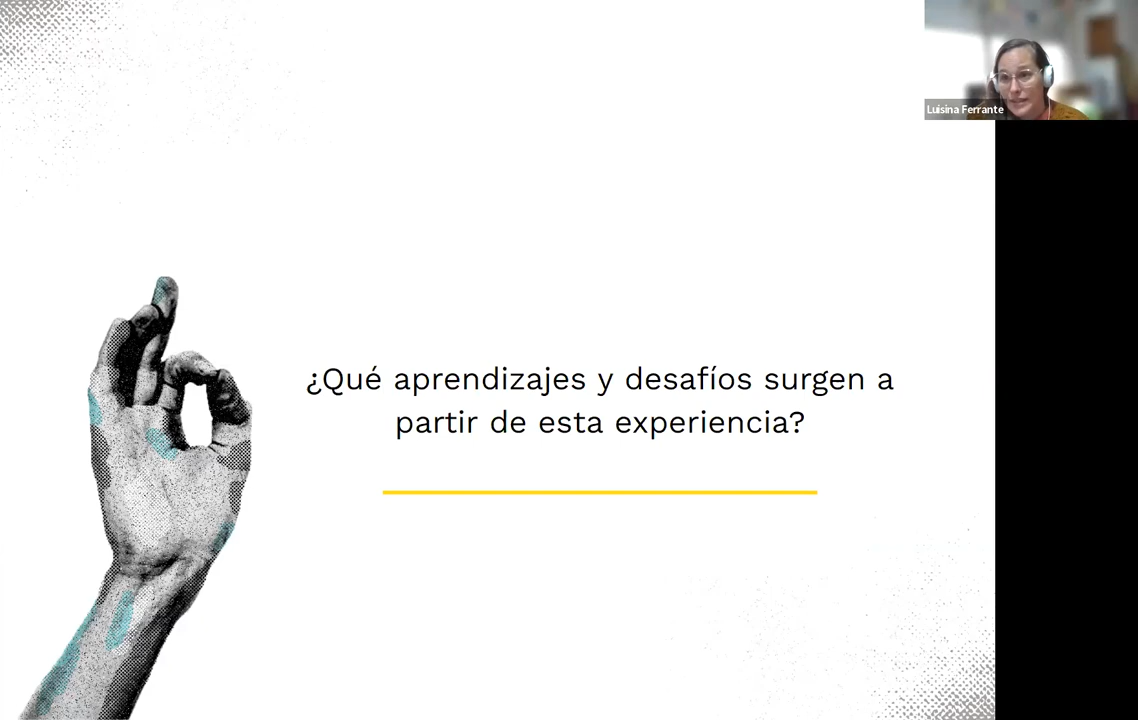 Luisina Ferrante
¿Qué aprendizajes y desafíos surgen a
partir de esta experiencia?